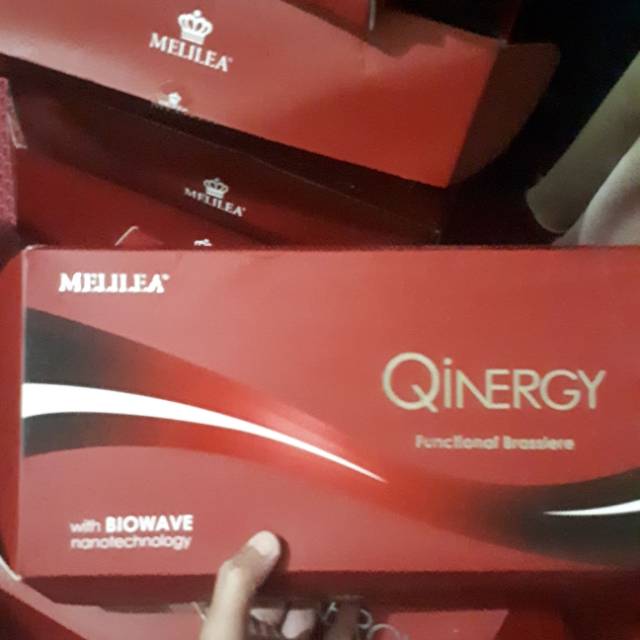 MELILEA®
MELILEA®
MELILEA®
QiNERGY
Functional Brassiere
with BIOWAVE
nanotechnology